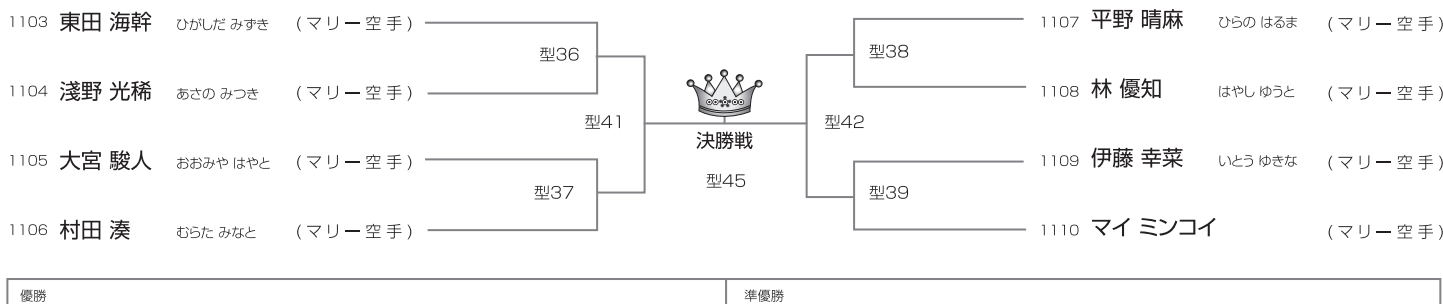 1103 東田 海幹 ひがしだ みずき (マリー空手)
型36
1104 淺野 光稀 あさの みつき (マリー空手)
型41
1105 大宮 駿人 おおみや はやと (マリー空手)
型37
1106 村田 湊 むらた みなと (マリー空手)
決勝戦
型45
1107 平野 晴麻 ひらの はるま (マリー空手)
型38
1108 林 優知 はやし ゆうと (マリー空手)
型42
1109 伊藤 幸菜 いとう ゆきな (マリー空手)
型39
1110 マイ ミンコイ (マリー空手)
優勝
準優勝